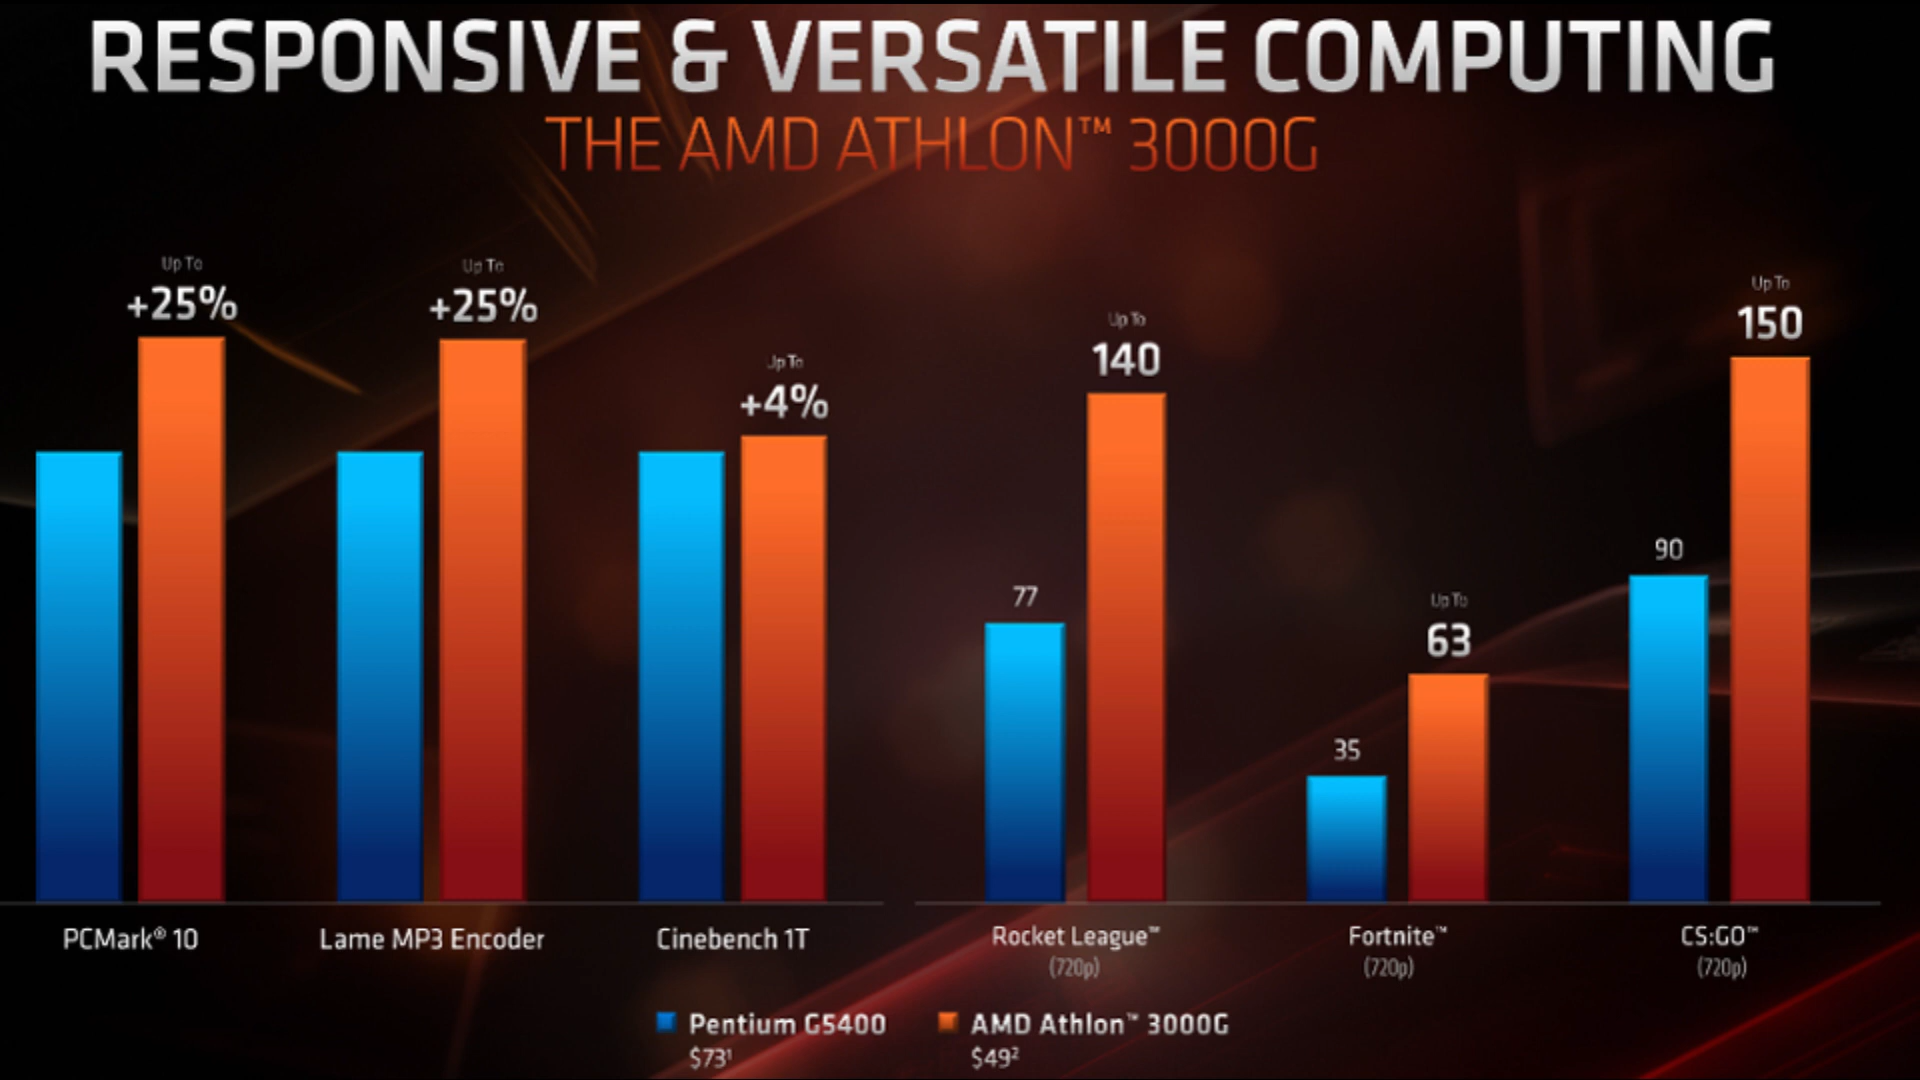 RESPONSIVE & VERSATILE COMPUTING
THE AMD ATHLON™ 3000G
Up To
+25%
Up To
+25%
Up To
+4%
77
Up To
140
35
Up To
63
90
Up To
150
PCMark® 10
Lame MP3 Encoder
Cinebench 1T
Rocket League™
(720p)
Fortnite™
(720p)
CS:GO™
(720p)
Pentium G5400
$73¹
AMD Athlon™ 3000G
$49²